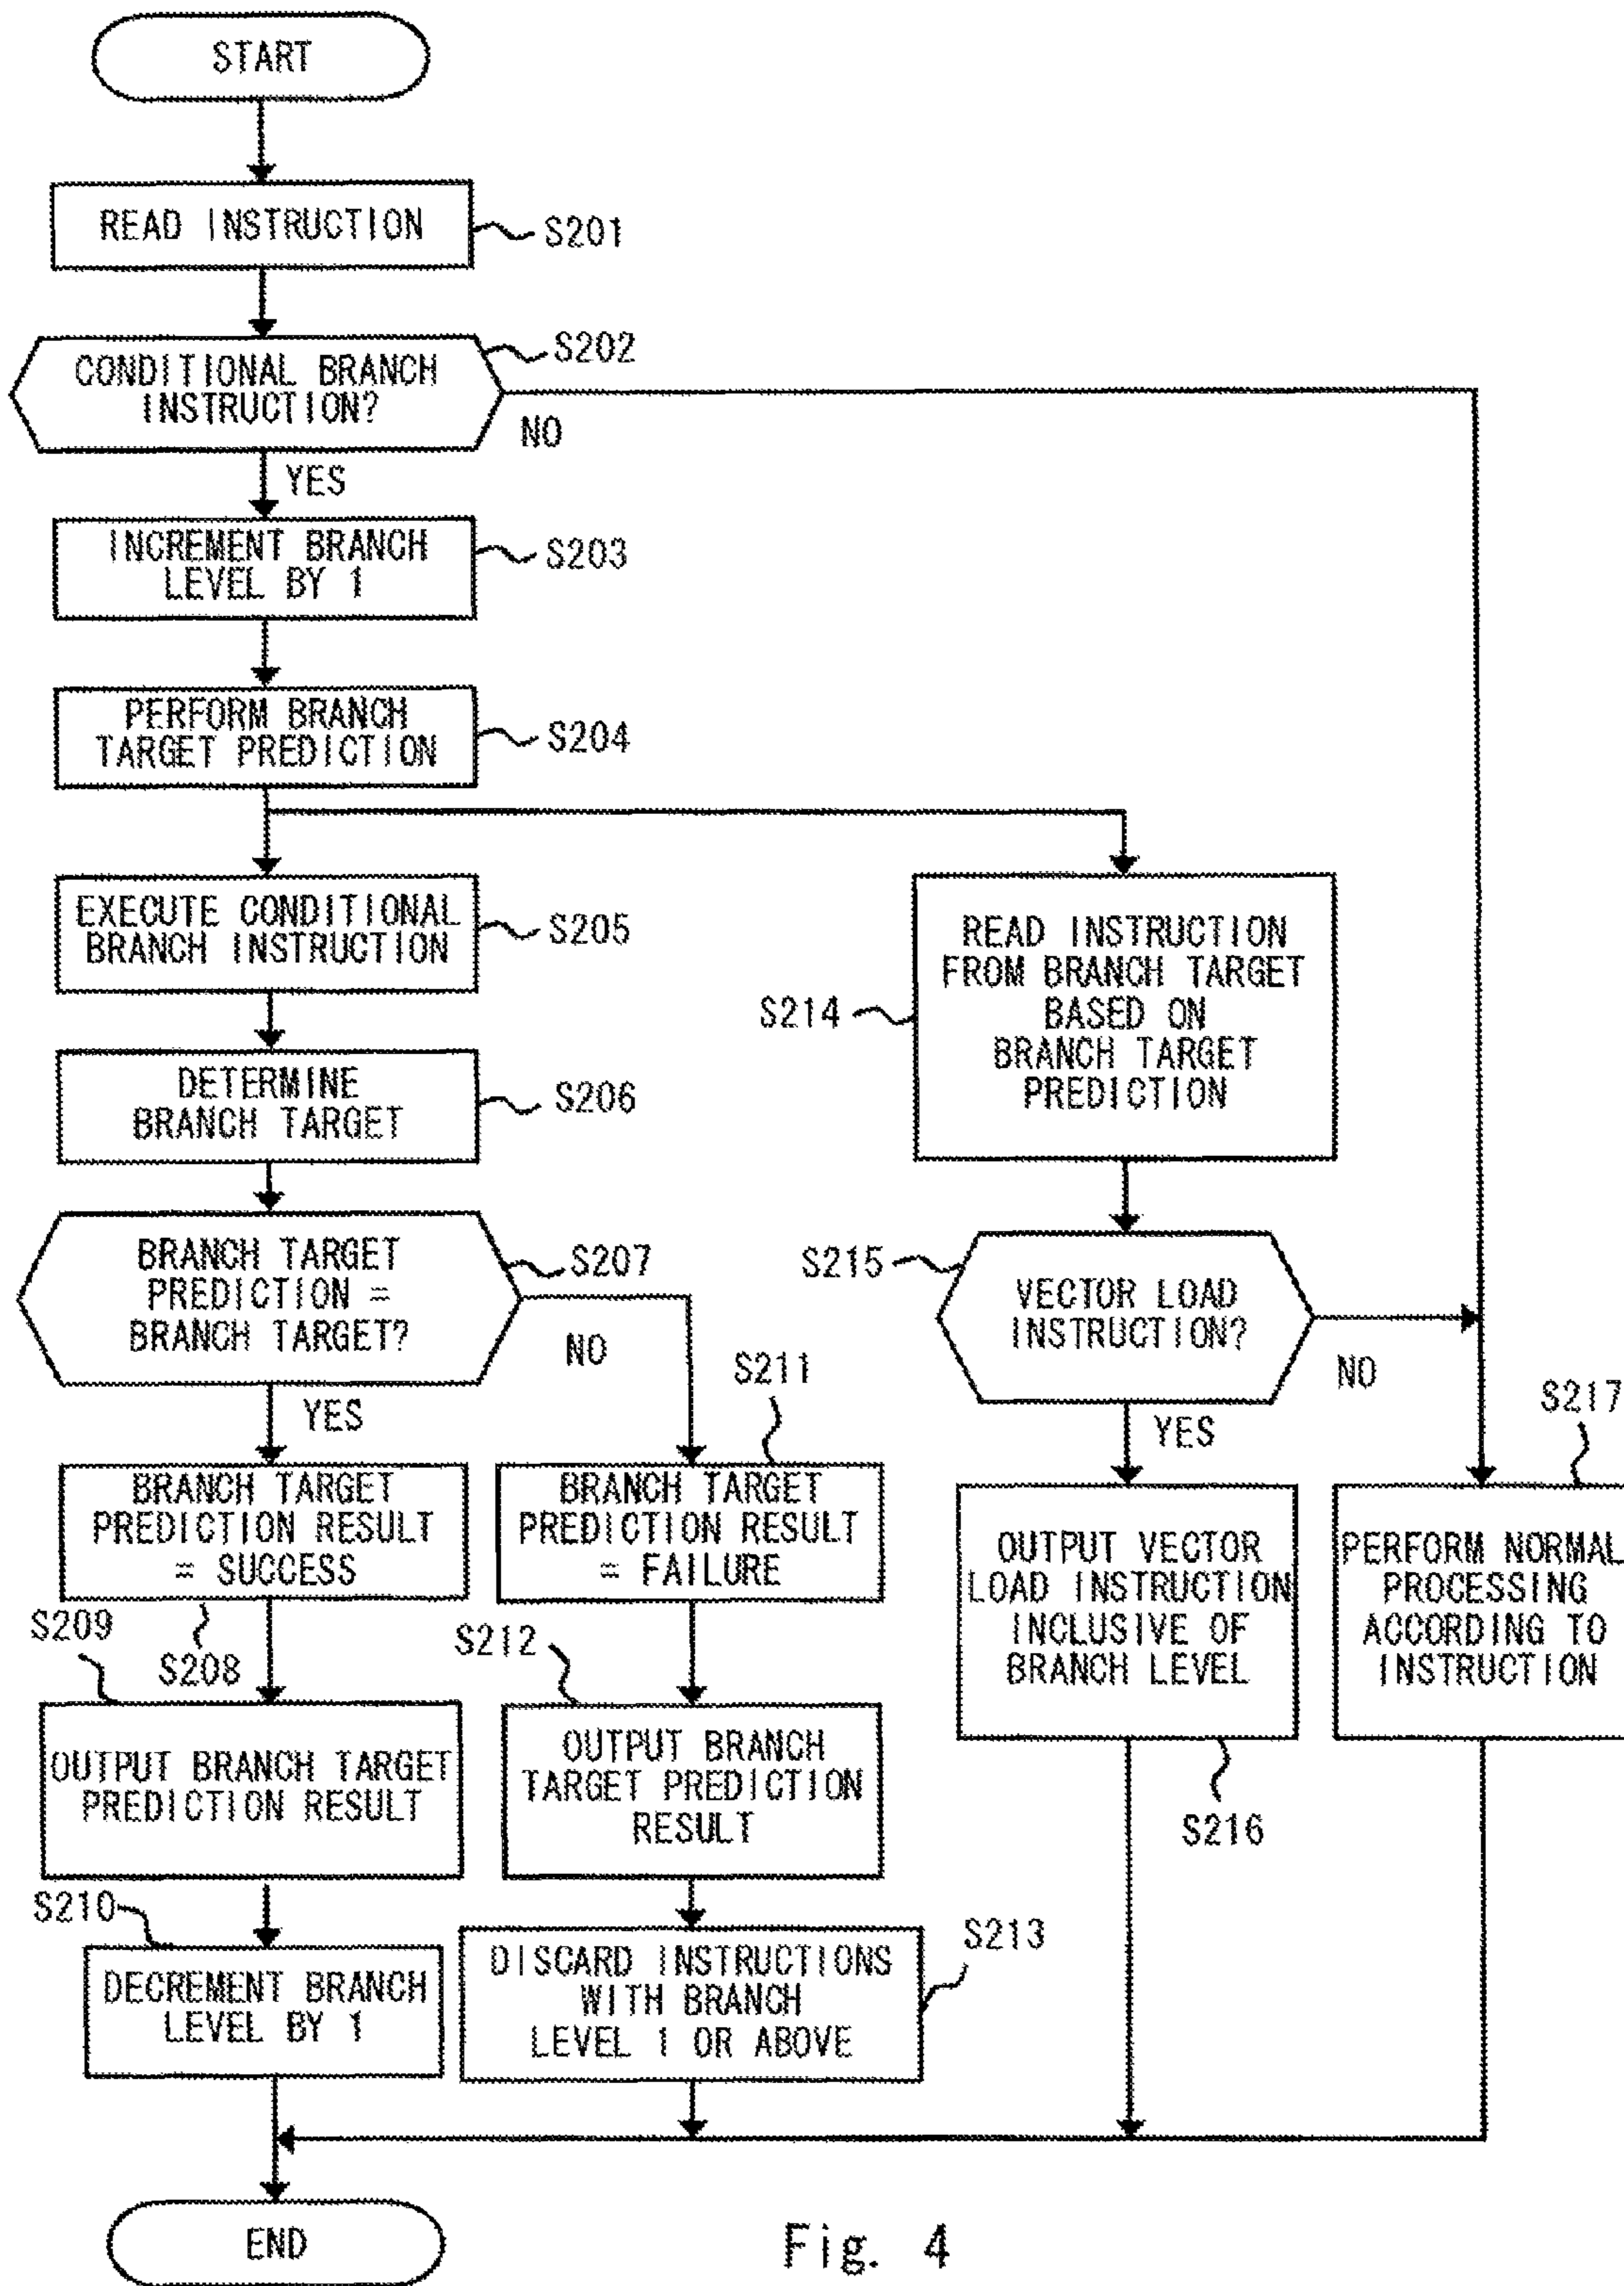 START
READ INSTRUCTION
S201
CONDITIONAL BRANCH
INSTRUCTION?
S202
NO
YES
INCREMENT BRANCH
LEVEL BY 1
S203
PERFORM BRANCH
TARGET PREDICTION
S204
EXECUTE CONDITIONAL
BRANCH INSTRUCTION
S205
DETERMINE
BRANCH TARGET
S206
BRANCH TARGET
PREDICTION =
BRANCH TARGET?
S207
NO
YES
BRANCH TARGET
PREDICTION RESULT
= SUCCESS
S208
S209
OUTPUT BRANCH TARGET
PREDICTION RESULT
S210
DECREMENT BRANCH
LEVEL BY 1
S211
BRANCH TARGET
PREDICTION RESULT
= FAILURE
S212
OUTPUT BRANCH
TARGET PREDICTION
RESULT
S213
DISCARD INSTRUCTIONS
WITH BRANCH
LEVEL 1 OR ABOVE
S214
READ INSTRUCTION
FROM BRANCH TARGET
BASED ON
BRANCH TARGET
PREDICTION
S215
VECTOR LOAD
INSTRUCTION?
NO
YES
OUTPUT VECTOR
LOAD INSTRUCTION
INCLUSIVE OF
BRANCH LEVEL
S216
S217
PERFORM NORMAL
PROCESSING
ACCORDING TO
INSTRUCTION
END
Fig. 4